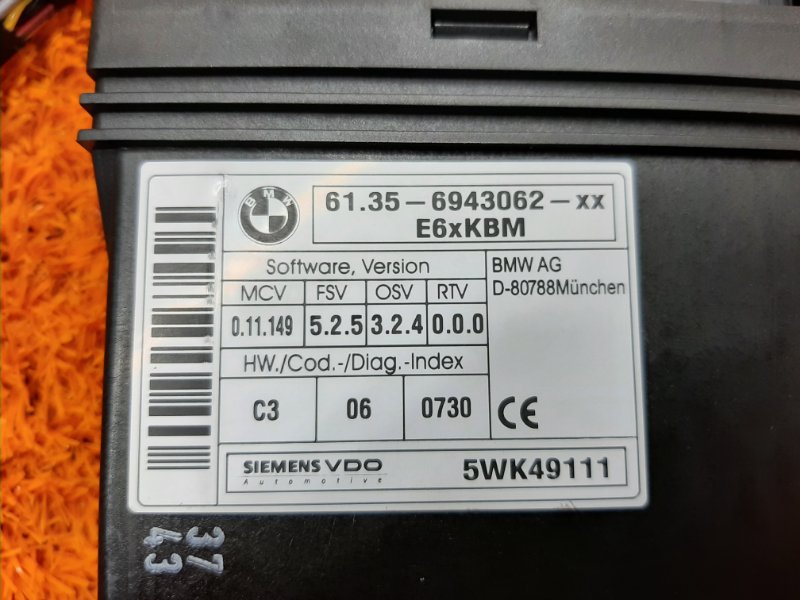 BMW
61.35-6943062-xx
E6xKBM
Software, Version
MCV FSV OSV RTV
0.11.149 5.2.5 3.2.4 0.0.0
HW./Cod.-/Diag.-Index
C3 06 0730
BMW AG
D-80788München
CE
SIEMENS VDO
Automotive
5WK49111
37
43